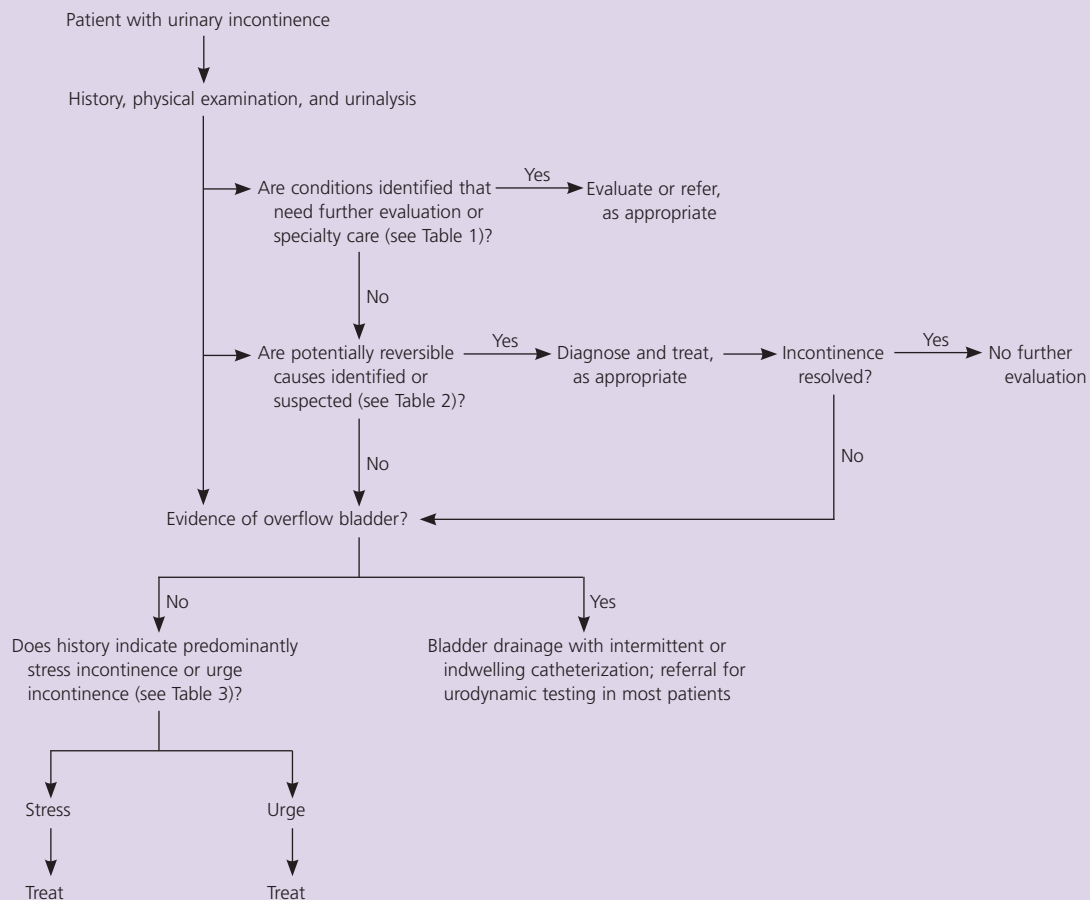 Patient with urinary incontinence
History, physical examination, and urinalysis
Are conditions identified that
need further evaluation or
specialty care (see Table 1)?
Yes
Evaluate or refer,
as appropriate
No
Are potentially reversible
causes identified or
suspected (see Table 2)?
Yes
Diagnose and treat,
as appropriate
Incontinence
resolved?
Yes
No further
evaluation
No
No
Evidence of overflow bladder?
No
Yes
Does history indicate predominantly
stress incontinence or urge
incontinence (see Table 3)?
Bladder drainage with intermittent or
indwelling catheterization; referral for
urodynamic testing in most patients
Stress
Urge
Treat
Treat